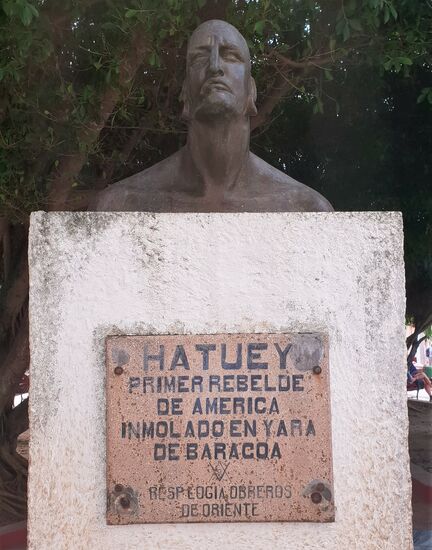 HATUEY
PRIMER REBELDE
DE AMERICA
INMOLADO EN YARA
DE BARACOA
RESP. LOGIA OBREROS
DE ORIENTE